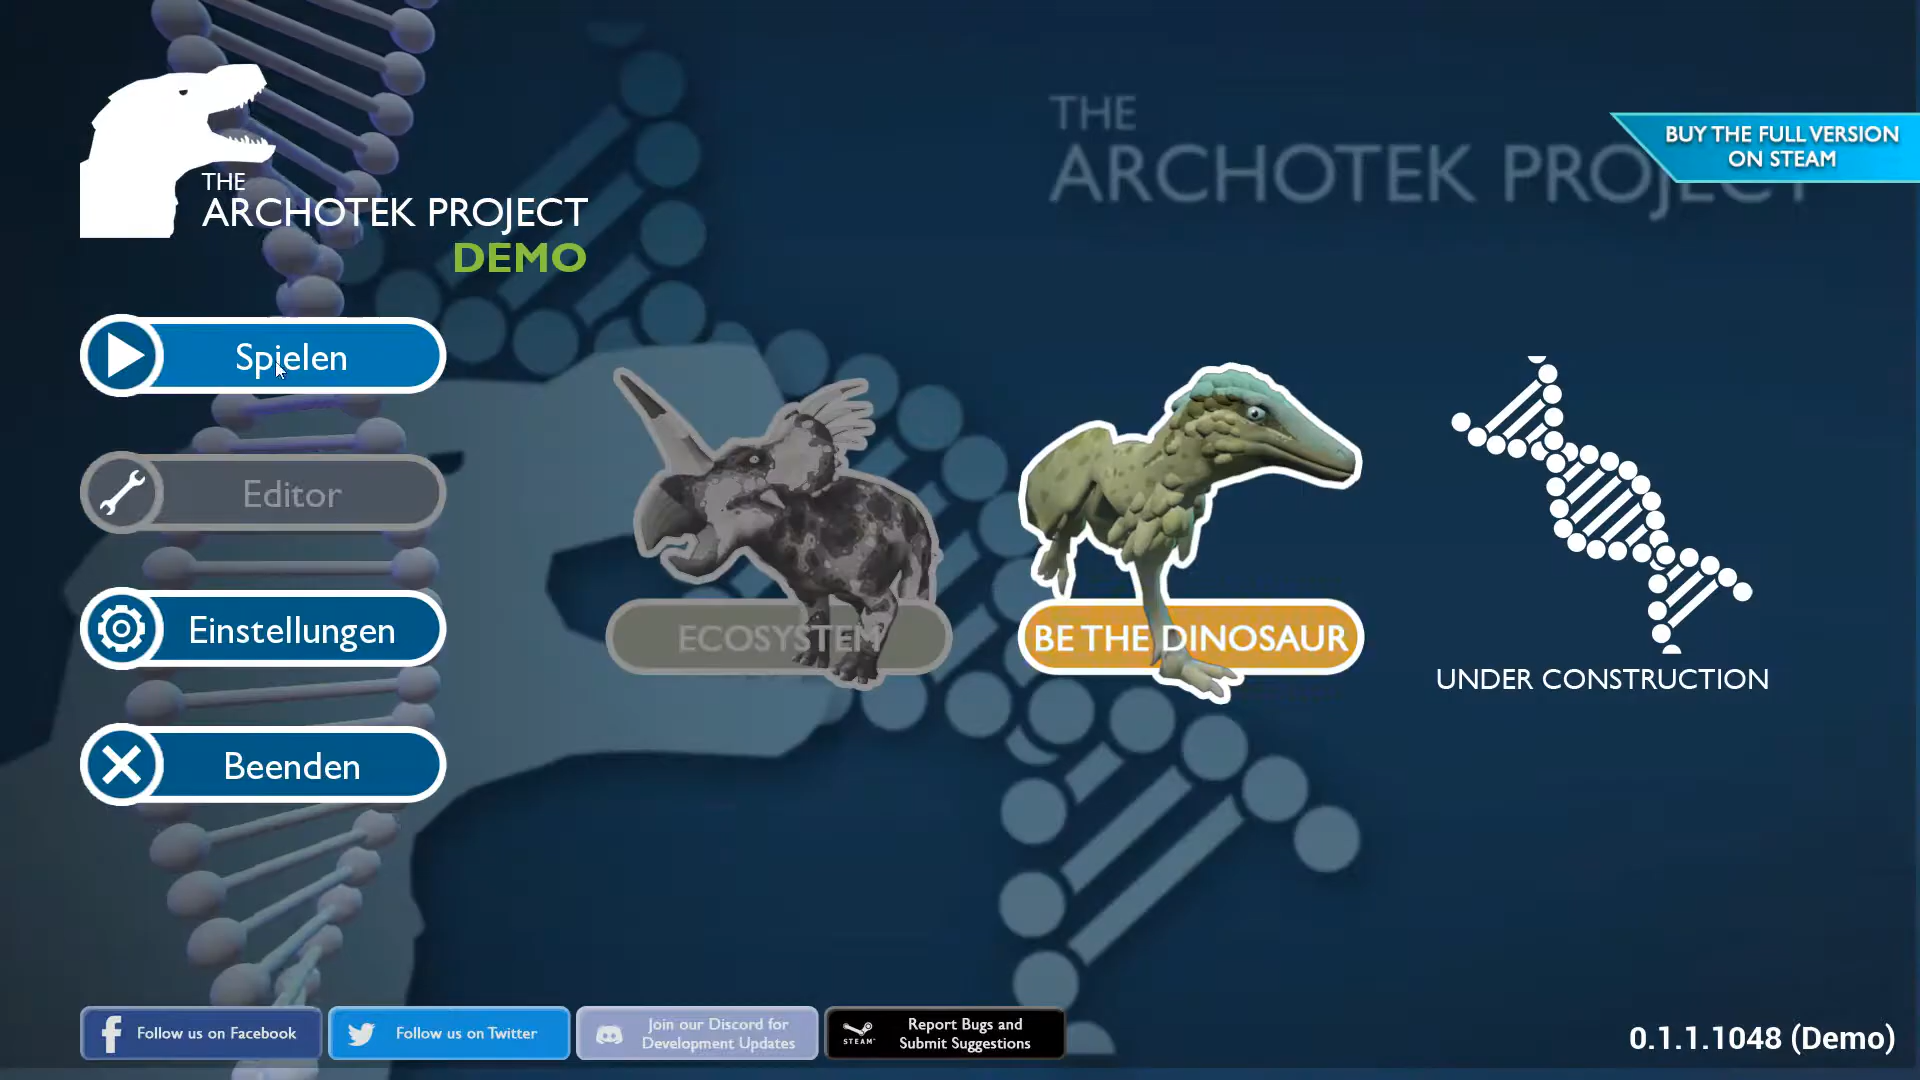 THE
ARCHOTEK PROJECT
DEMO
THE
ARCHOTEK PROJECT
BUY THE FULL VERSION
ON STEAM
Spielen
Editor
Einstellungen
Beenden
ECOSYSTEM
BE THE DINOSAUR
UNDER CONSTRUCTION
Follow us on Facebook
Follow us on Twitter
Join our Discord for
Development Updates
STEAM
Report Bugs and
Submit Suggestions
0.1.1.1048 (Demo)